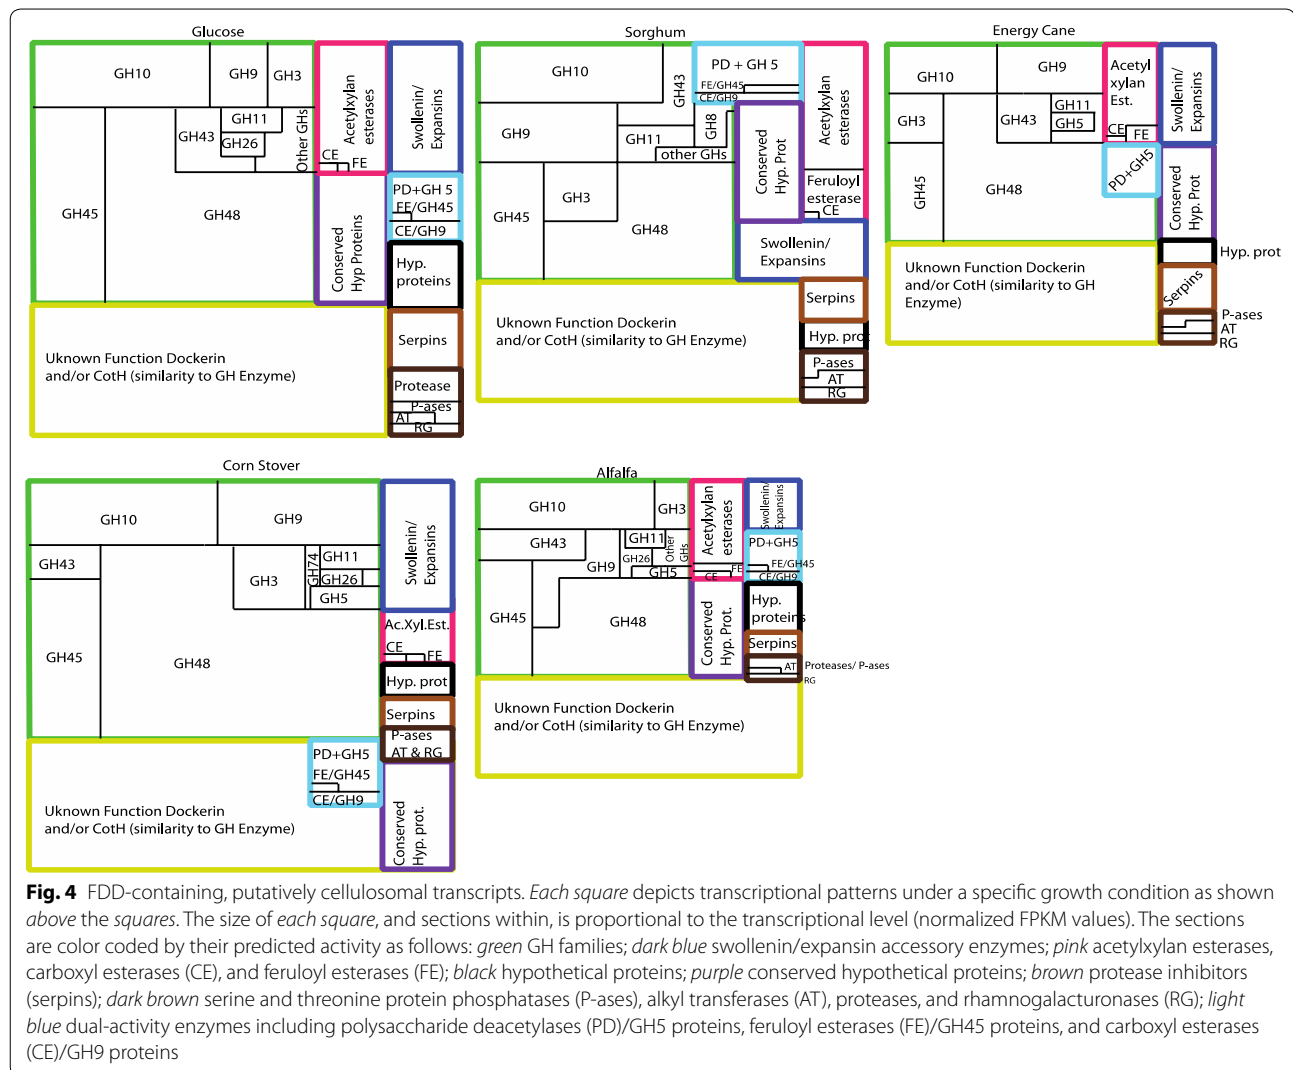 Glucose
GH10
GH9
GH3
Acetylxylan
esterases
Swollenin/
Expansins
GH45
GH43
GH11
GH26
Other GHs
CE
FE
GH48
Conserved
Hyp Proteins
PD+GH 5
FE/GH45
CE/GH9
Hyp.
proteins
Serpins
Protease
P-ases
AT
RG
Uknown Function Dockerin
and/or CotH (similarity to GH Enzyme)
Sorghum
GH10
GH43
PD + GH 5
FE/GH45
CE/GH9
Acetylxylan
esterases
GH9
GH11
GH8
other GHs
Conserved
Hyp. Prot
Feruloyl
esterase
CE
GH45
GH3
GH48
Swollenin/
Expansins
Serpins
Hyp. prot
P-ases
AT
RG
Uknown Function Dockerin
and/or CotH (similarity to GH Enzyme)
Energy Cane
GH10
GH9
Acetyl
xylan
Est.
CE
FE
Swollenin/
Expansins
GH3
GH43
GH11
GH5
GH45
GH48
PD+GH5
Conserved
Hyp. Prot
Hyp. prot
Serpins
P-ases
AT
RG
Uknown Function Dockerin
and/or CotH (similarity to GH
Enzyme)
Corn Stover
GH10
GH9
Swollenin/
Expansins
GH43
GH3
GH74
GH11
GH26
GH5
GH45
GH48
Ac.Xyl.Est.
CE
FE
Hyp. prot
Serpins
P-ases
AT & RG
PD+GH5
FE/GH45
CE/GH9
Conserved
Hyp. prot.
Uknown Function Dockerin
and/or CotH (similarity to GH Enzyme)
Alfalfa
GH10
GH3
Acetylxylan
esterases
Swollenin/
Expansins
GH43
GH9
GH11
GH26
Other
GHs
GH5
CE
FE
PD+GH5
FE/GH45
CE/GH9
GH45
GH48
Conserved
Hyp. Prot.
Hyp.
proteins
Serpins
AT
Proteases/ P-ases
RG
Uknown Function Dockerin
and/or CotH (similarity to GH Enzyme)
Fig. 4 FDD-containing, putatively cellulosomal transcripts. Each square depicts transcriptional patterns under a specific growth condition as shown
above the squares. The size of each square, and sections within, is proportional to the transcriptional level (normalized FPKM values). The sections
are color coded by their predicted activity as follows: green GH families; dark blue swollenin/expansin accessory enzymes; pink acetylxylan esterases,
carboxyl esterases (CE), and feruloyl esterases (FE); black hypothetical proteins; purple conserved hypothetical proteins; brown protease inhibitors
(serpins); dark brown serine and threonine protein phosphatases (P-ases), alkyl transferases (AT), proteases, and rhamnogalacturonases (RG); light
blue dual-activity enzymes including polysaccharide deacetylases (PD)/GH5 proteins, feruloyl esterases (FE)/GH45 proteins, and carboxyl esterases
(CE)/GH9 proteins